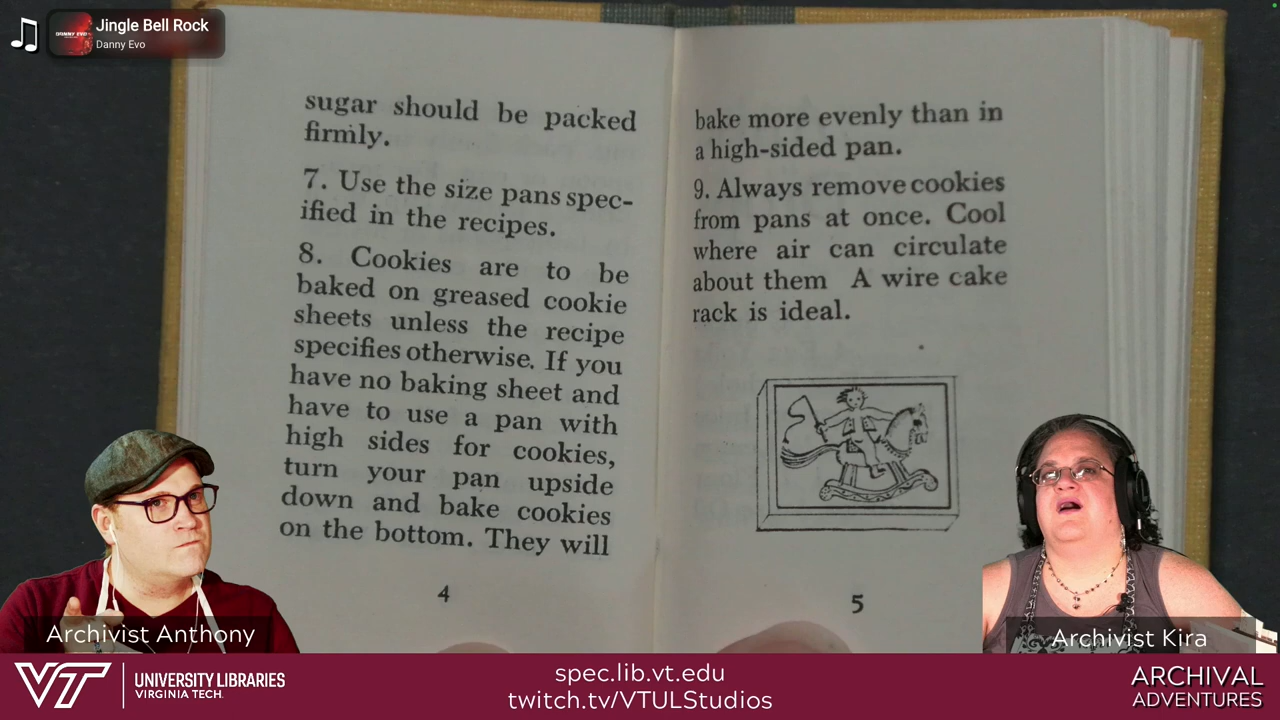 Jingle Bell Rock
Danny Evo
DANNY EVO
sugar should be packed
firmly.
7. Use the size pans spec-
ified in the recipes.
8. Cookies are to be
baked on greased cookie
sheets unless the recipe
specifies otherwise. If you
have no baking sheet and
have to use a pan with
high sides for cookies,
turn your pan upside
down and bake cookies
on the bottom. They will
4
bake more evenly than in
a high-sided pan.
9. Always remove cookies
from pans at once. Cool
where air can circulate
about them A wire cake
rack is ideal.
5
Archivist Anthony
Archivist Kira
VT
UNIVERSITY LIBRARIES
VIRGINIA TECH
spec.lib.vt.edu
twitch.tv/VTULStudios
ARCHIVAL
ADVENTURES